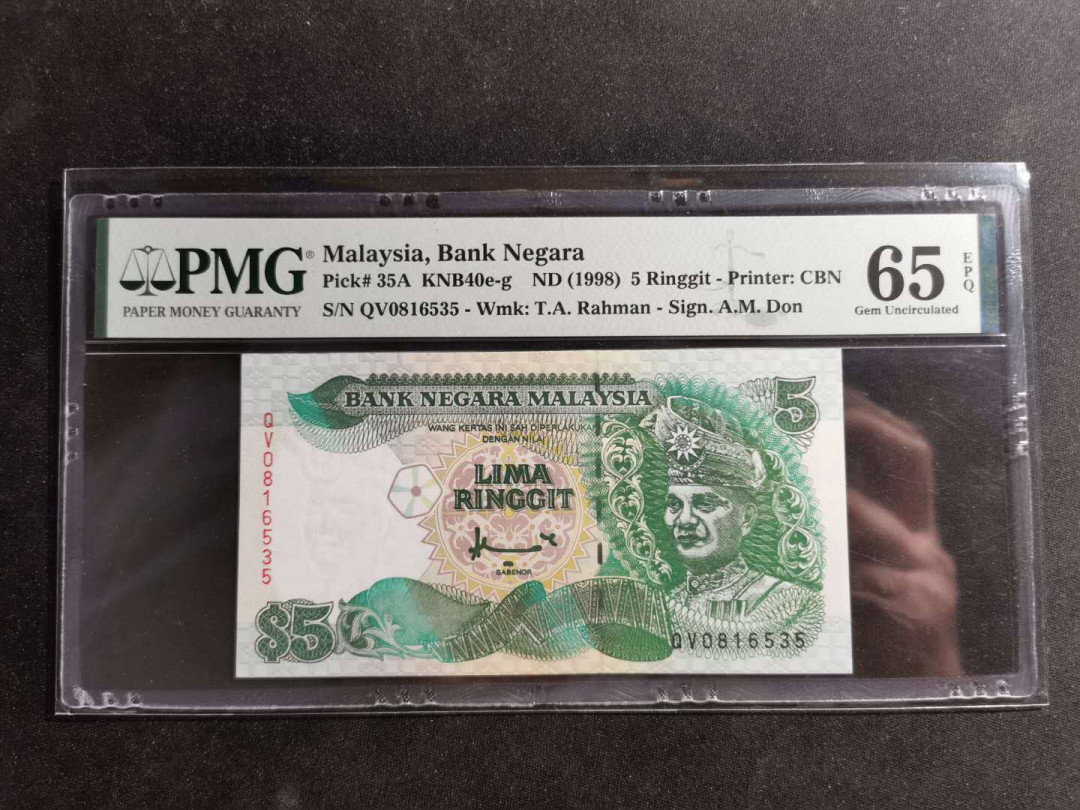 PMG®
PAPER MONEY GUARANTY
Malaysia, Bank Negara
Pick# 35A KNB40e-g ND (1998) 5 Ringgit - Printer: CBN
S/N QV0816535 - Wmk: T.A. Rahman - Sign. A.M. Don
65
EPQ
Gem Uncirculated
BANK NEGARA MALAYSIA
5
WANG KERTAS INI SAH DIPERLAKUKAN
DENGAN NILAI
LIMA
RINGGIT
GABENOR
QV0816535
$5
QV0816535